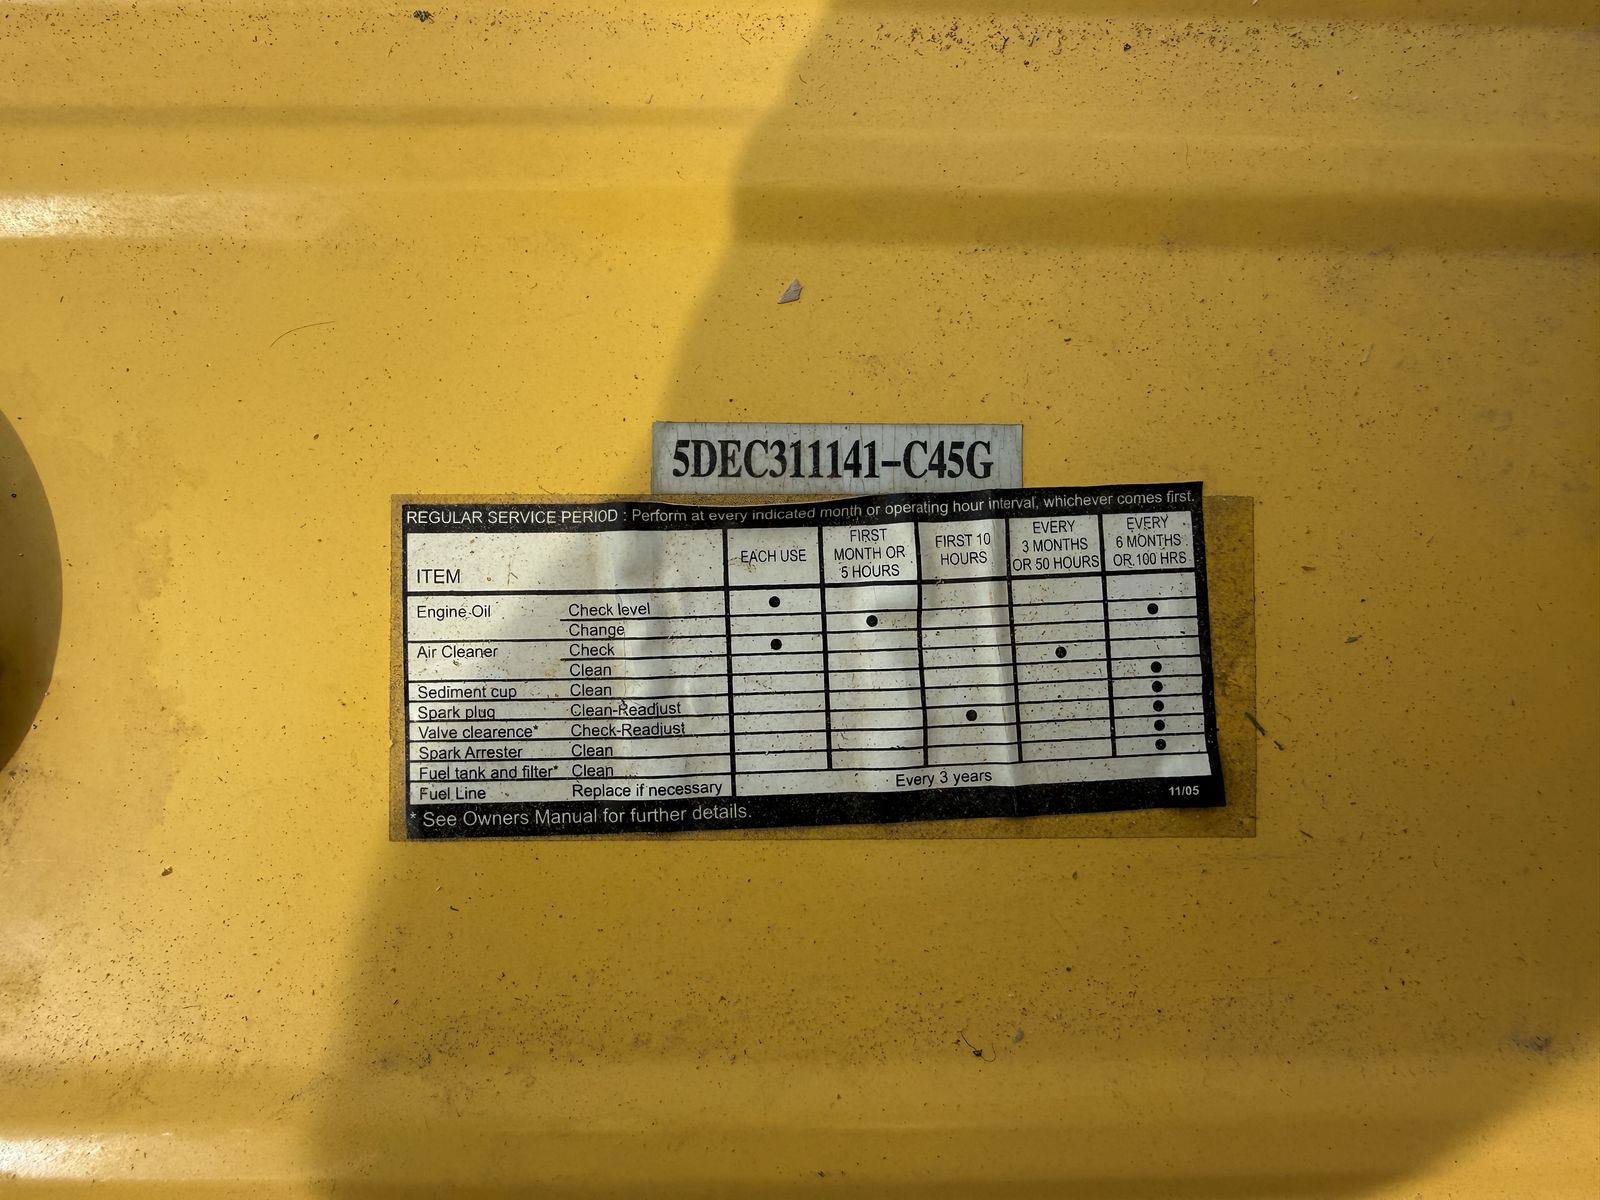 5DEC311141-C45G
REGULAR SERVICE PERIOD : Perform at every indicated month or operating hour interval, whichever comes first.
ITEM
EACH USE
FIRST
MONTH OR
5 HOURS
FIRST 10
HOURS
EVERY
3 MONTHS
OR 50 HOURS
EVERY
6 MONTHS
OR 100 HRS
Engine Oil Check level ●
Change ● ●
Air Cleaner Check ●
Clean ●
Sediment cup Clean ●
Spark plug Clean-Readjust ●
Valve clearence* Check-Readjust ● ●
Spark Arrester Clean ●
Fuel tank and filter* Clean ●
Fuel Line Replace if necessary Every 3 years
11/05
* See Owners Manual for further details.